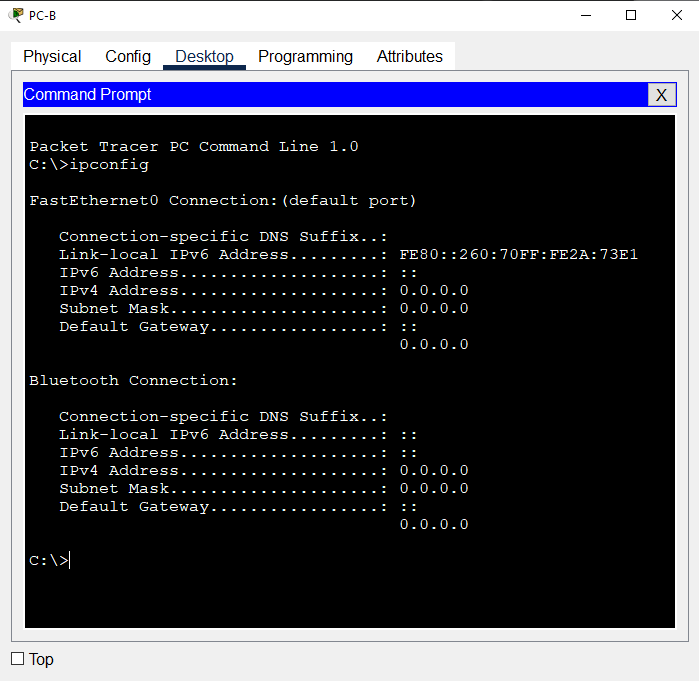 PC-B
Physical Config Desktop Programming Attributes
Command Prompt X
Packet Tracer PC Command Line 1.0
C:\>ipconfig
FastEthernet0 Connection:(default port)
Connection-specific DNS Suffix..:
Link-local IPv6 Address.........: FE80::260:70FF:FE2A:73E1
IPv6 Address....................: ::
IPv4 Address....................: 0.0.0.0
Subnet Mask.....................: 0.0.0.0
Default Gateway.................: ::
0.0.0.0
Bluetooth Connection:
Connection-specific DNS Suffix..:
Link-local IPv6 Address.........: ::
IPv6 Address....................: ::
IPv4 Address....................: 0.0.0.0
Subnet Mask.....................: 0.0.0.0
Default Gateway.................: ::
0.0.0.0
C:\>
Top